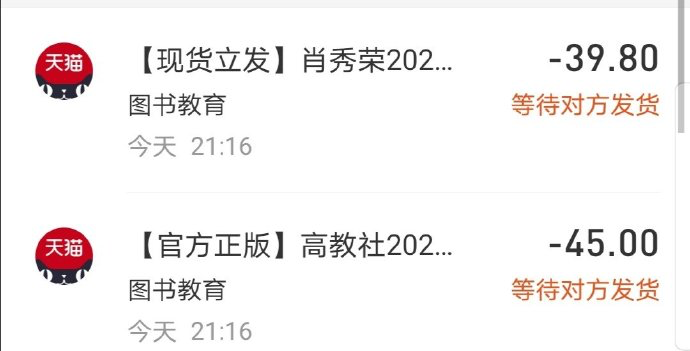 天猫
【现货立发】肖秀荣202...
-39.80
图书教育
等待对方发货
今天 21:16
天猫
【官方正版】高教社202...
-45.00
图书教育
等待对方发货
今天 21:16